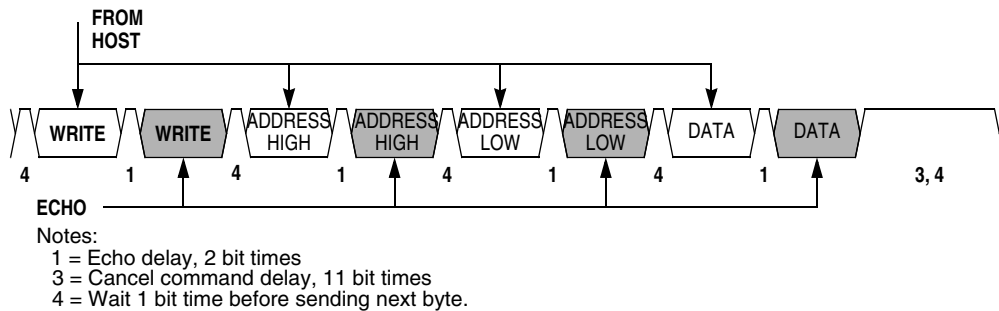 FROM
HOST
WRITE
WRITE
ADDRESS
HIGH
ADDRESS
HIGH
ADDRESS
LOW
ADDRESS
LOW
DATA
DATA
4 1 4 1 4 1 4 1 3, 4
ECHO
Notes:
1 = Echo delay, 2 bit times
3 = Cancel command delay, 11 bit times
4 = Wait 1 bit time before sending next byte.